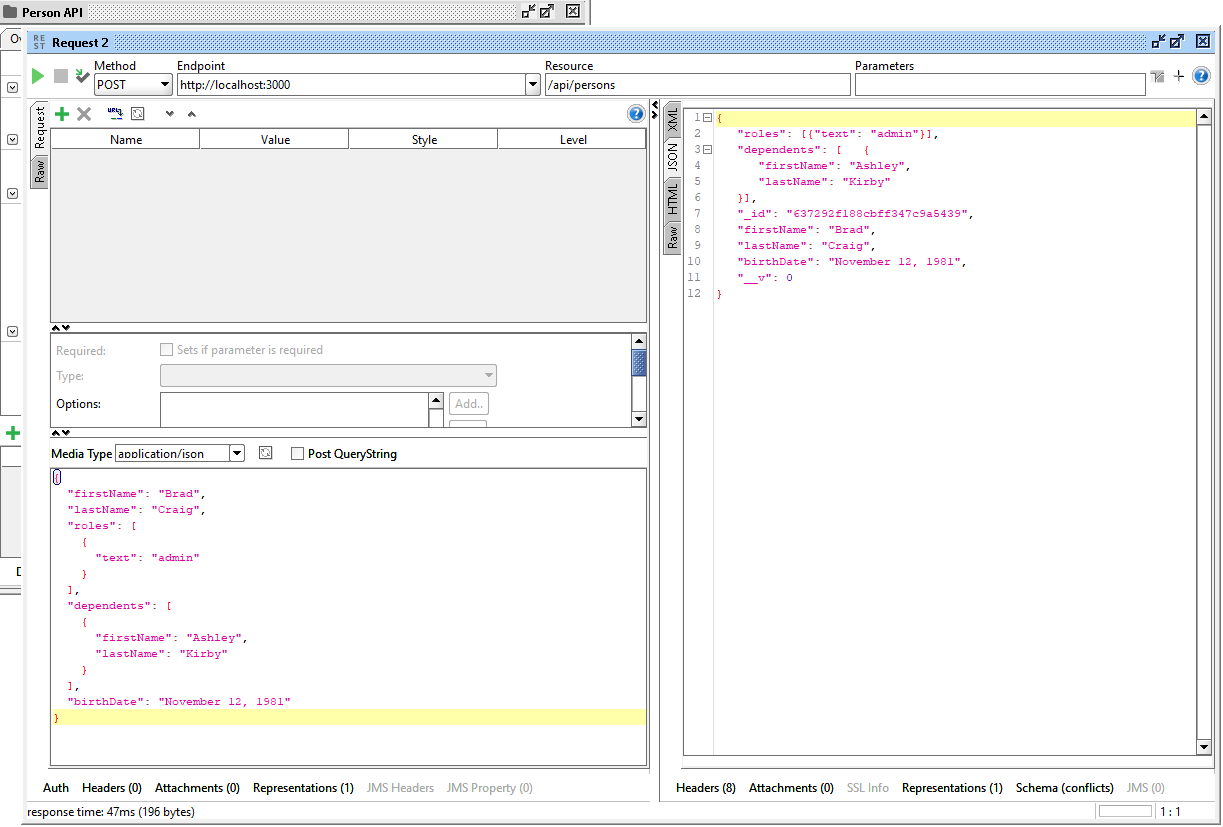 Person API
Ov
REST Request 2
Method Endpoint Resource Parameters
POST http://localhost:3000 /api/persons
Request
Raw
Name Value Style Level
Required: Sets if parameter is required
Type:
Options: Add..
Media Type application/json Post QueryString
{
"firstName": "Brad",
"lastName": "Craig",
"roles": [
{
"text": "admin"
}
],
"dependents": [
{
"firstName": "Ashley",
"lastName": "Kirby"
}
],
"birthDate": "November 12, 1981"
}
Auth Headers (0) Attachments (0) Representations (1) JMS Headers JMS Property (0)
XML
JSON
HTML
Raw
1 {
2 "roles": [{"text": "admin"}],
3 "dependents": [ {
4 "firstName": "Ashley",
5 "lastName": "Kirby"
6 }],
7 "_id": "637292f188cbff347c9a5439",
8 "firstName": "Brad",
9 "lastName": "Craig",
10 "birthDate": "November 12, 1981",
11 "__v": 0
12 }
Headers (8) Attachments (0) SSL Info Representations (1) Schema (conflicts) JMS (0)
response time: 47ms (196 bytes)
1 : 1